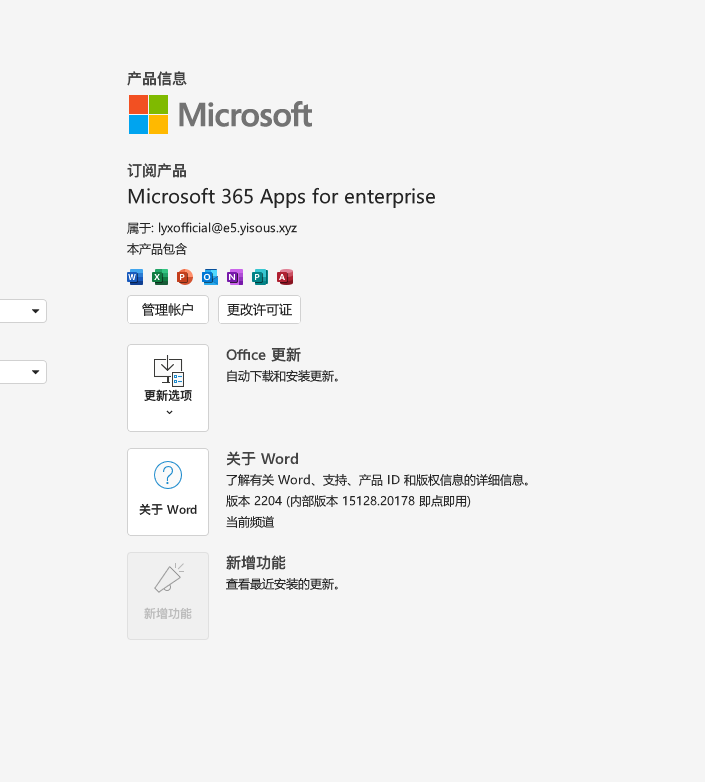 产品信息
Microsoft
订阅产品
Microsoft 365 Apps for enterprise
属于: lyxofficial@e5.yisous.xyz
本产品包含
W X P O N P A
管理帐户 更改许可证
更新选项
Office 更新
自动下载和安装更新。
关于 Word
关于 Word
了解有关 Word、支持、产品 ID 和版权信息的详细信息。
版本 2204 (内部版本 15128.20178 即点即用)
当前频道
新增功能
新增功能
查看最近安装的更新。